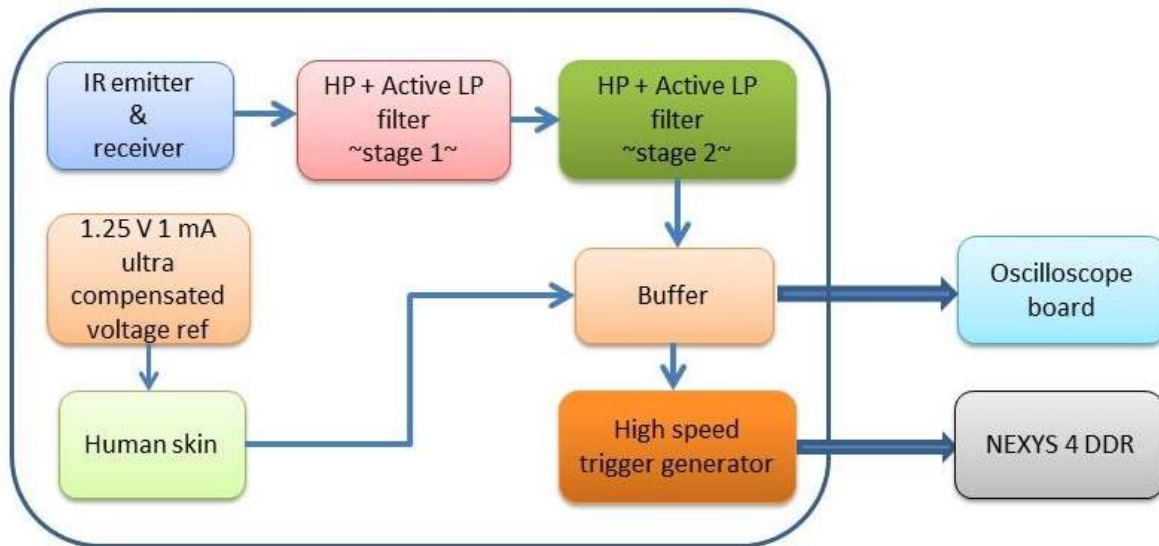 IR emitter
&
receiver
HP + Active LP
filter
~stage 1~
HP + Active LP
filter
~stage 2~
1.25 V 1 mA
ultra
compensated
voltage ref
Buffer
Oscilloscope
board
Human skin
High speed
trigger generator
NEXYS 4 DDR